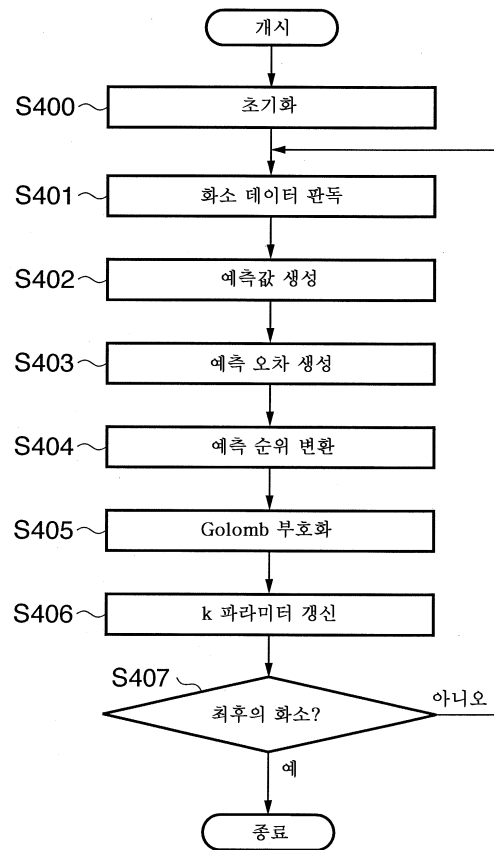 개시
S400
초기화
S401
화소 데이터 판독
S402
예측값 생성
S403
예측 오차 생성
S404
예측 순위 변환
S405
Golomb 부호화
S406
k 파라미터 갱신
S407
최후의 화소?
아니오
예
종료